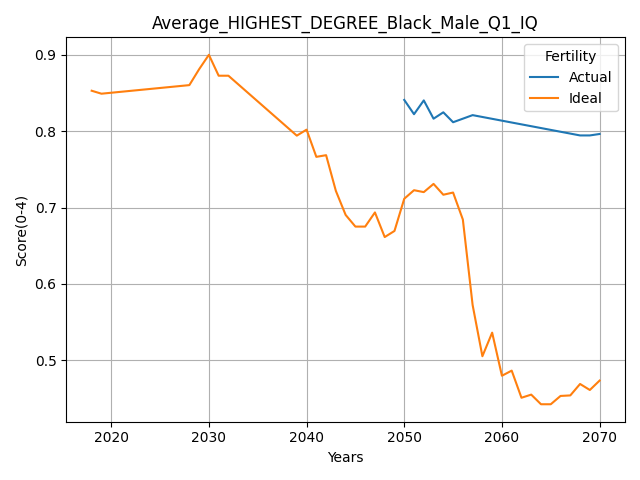 Average_HIGHEST_DEGREE_Black_Male_Q1_IQ
Fertility
Actual
Ideal
Score(0-4)
0.9
0.8
0.7
0.6
0.5
2020 2030 2040 2050 2060 2070
Years